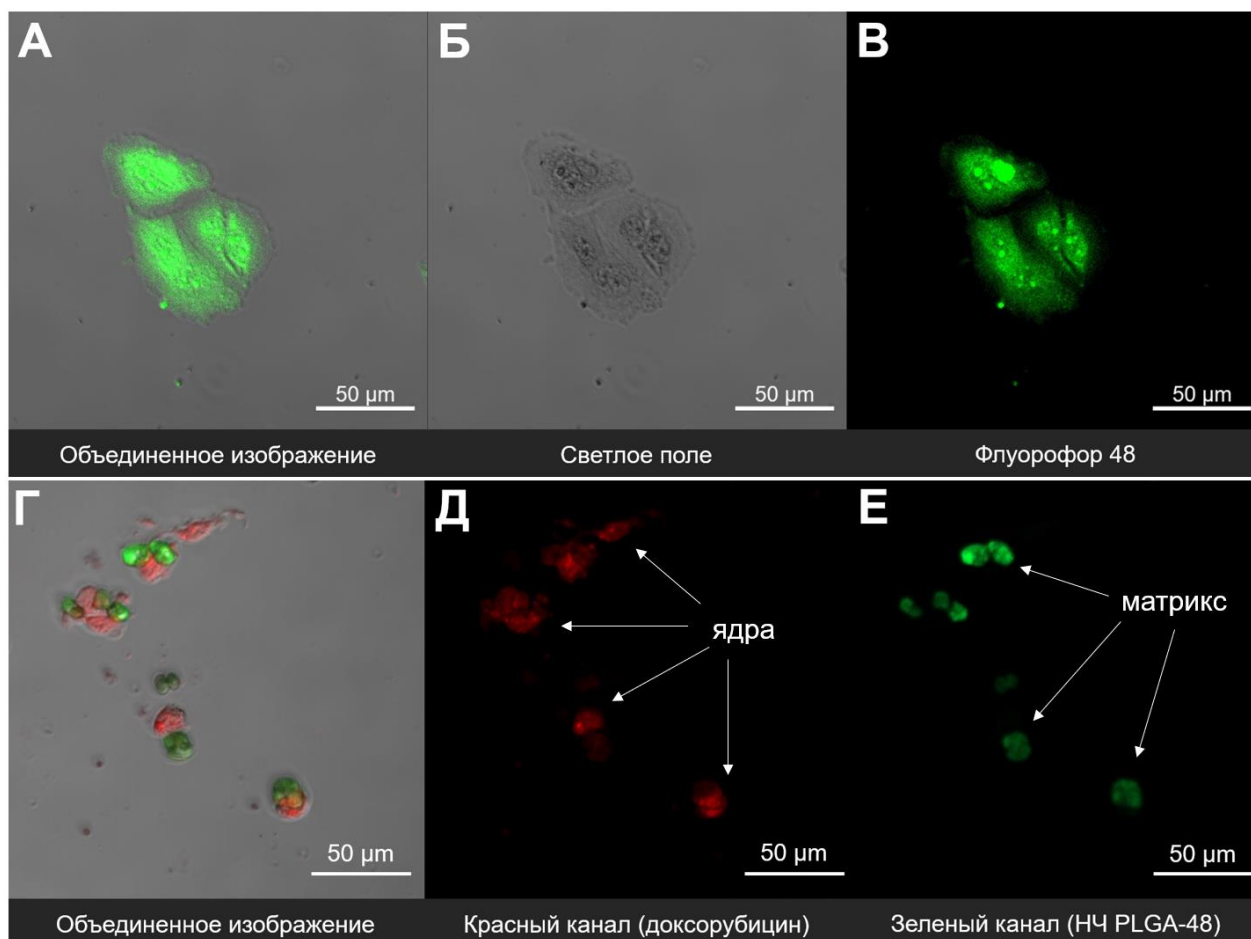 А
Б
В
50 µm
50 µm
50 µm
Объединенное изображение
Светлое поле
Флуорофор 48
Г
Д
Е
ядра
матрикс
50 µm
50 µm
50 µm
Объединенное изображение
Красный канал (доксорубицин)
Зеленый канал (НЧ PLGA-48)